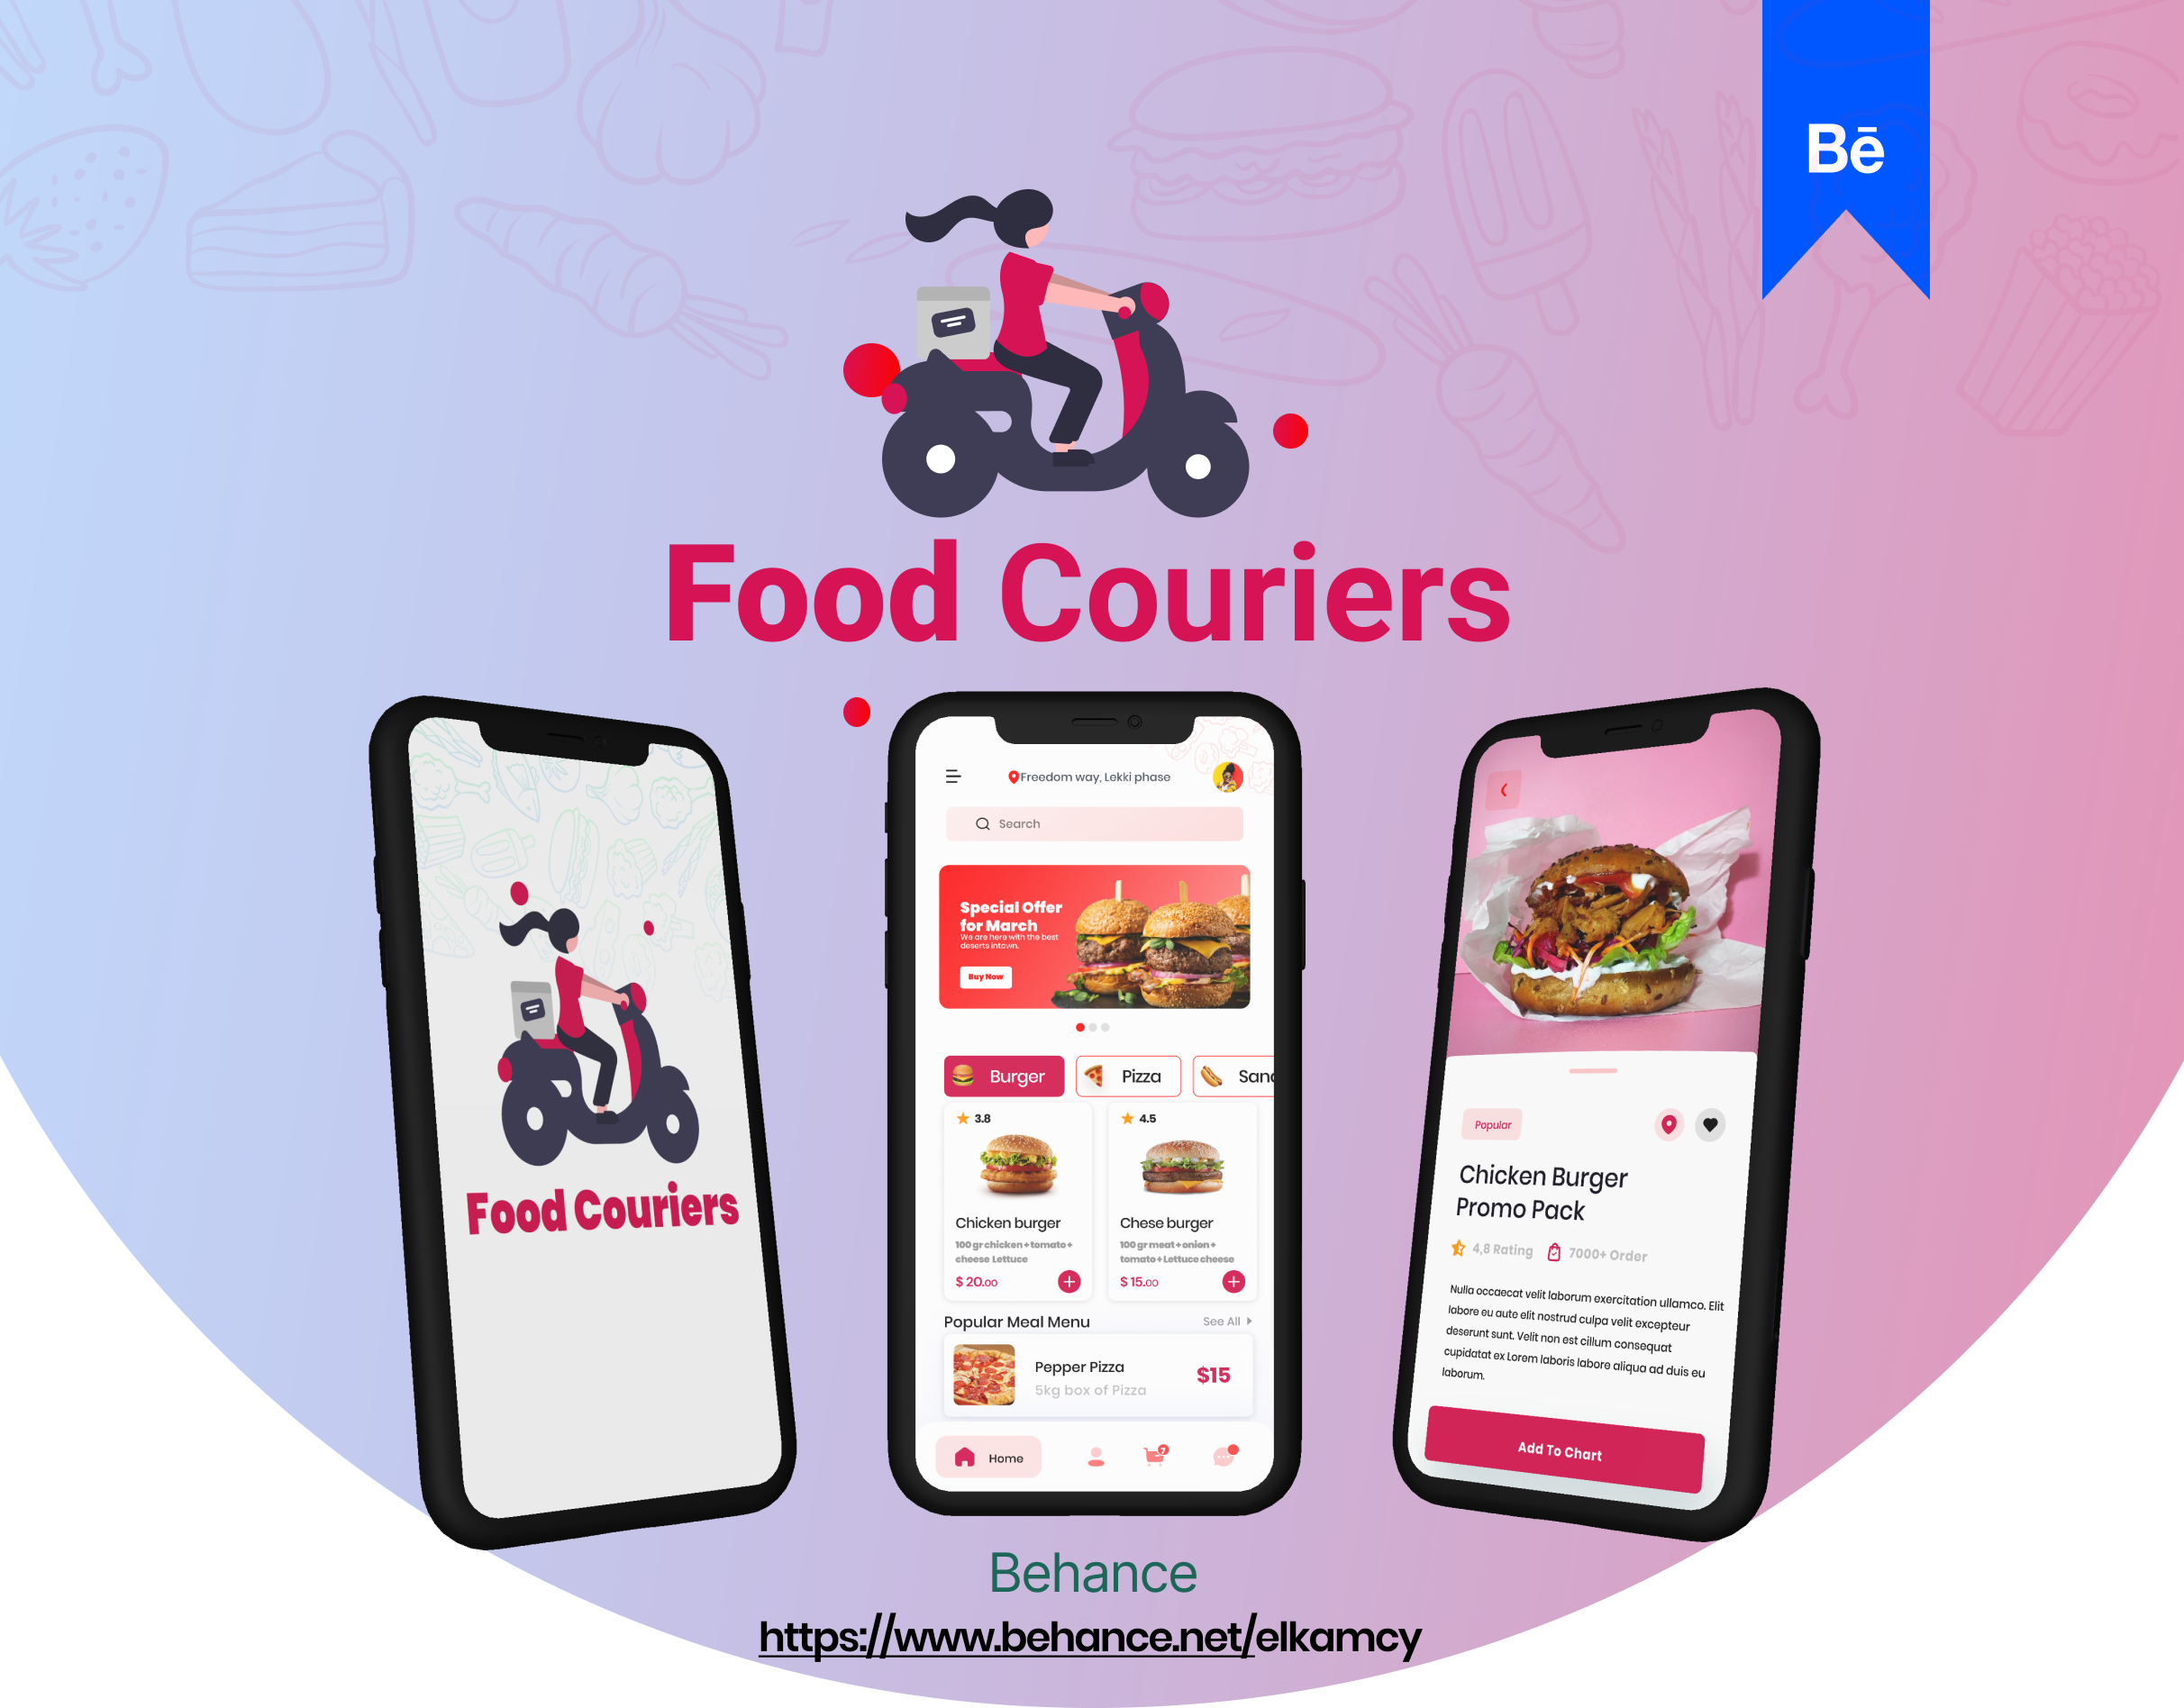 Bē
Food Couriers
Food Couriers
Freedom way, Lekki phase
Search
Special Offer
for March
We are here with the best
deserts intown.
Buy Now
Burger
Pizza
Sanc
3.8
4.5
Chicken burger
100 gr chicken + tomato +
cheese Lettuce
$ 20.00
Chese burger
100 gr meat + onion +
tomato + Lettuce cheese
$ 15.00
Popular Meal Menu
See All
Pepper Pizza
5kg box of Pizza
$15
Home
7
Popular
Chicken Burger
Promo Pack
4,8 Rating
7000+ Order
Nulla occaecat velit laborum exercitation ullamco. Elit
labore eu aute elit nostrud culpa velit excepteur
deserunt sunt. Velit non est cillum consequat
cupidatat ex Lorem laboris labore aliqua ad duis eu
laborum.
Add To Chart
Behance
https://www.behance.net/elkamcy